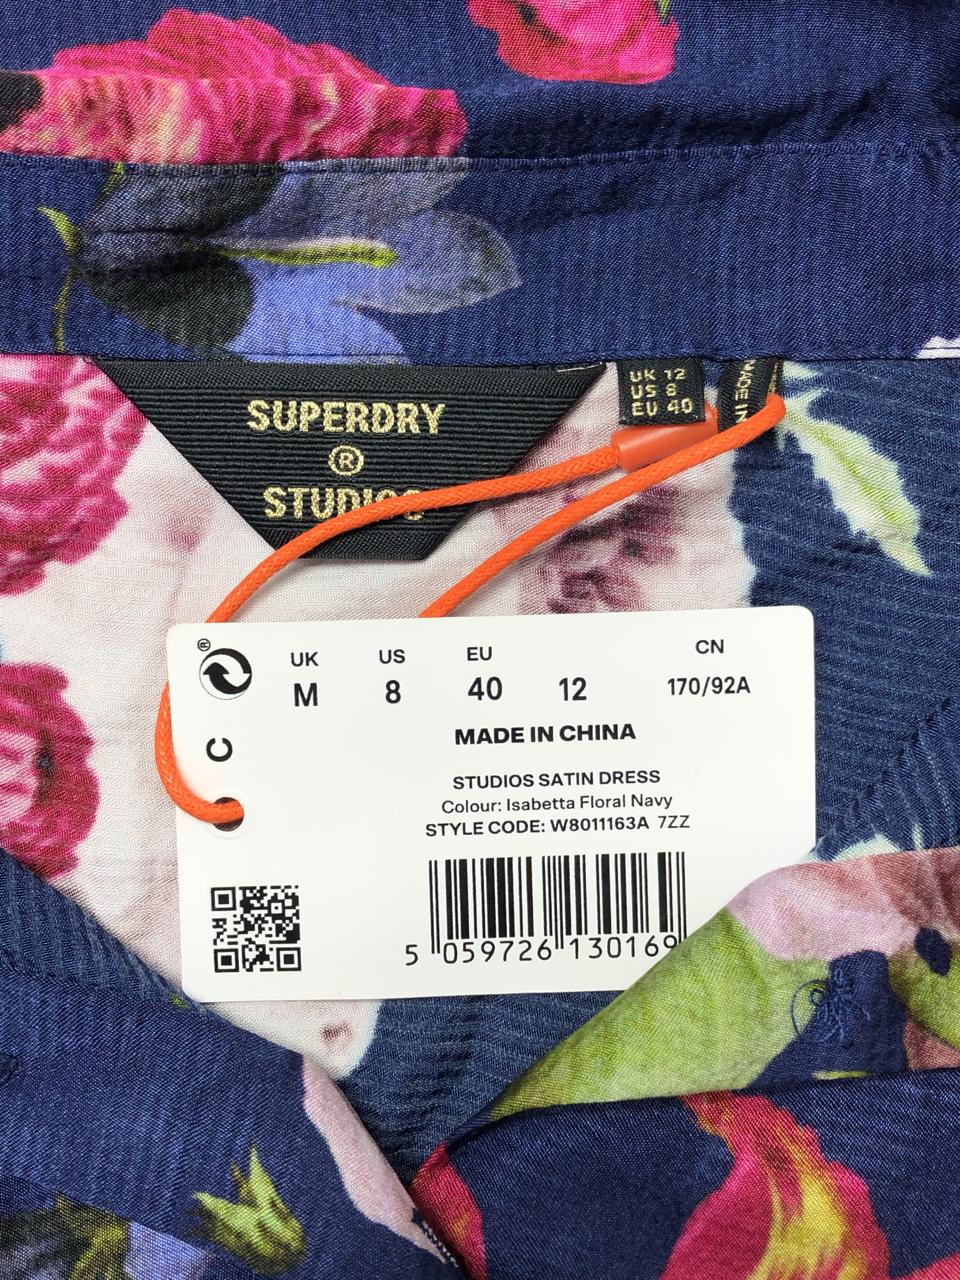 SUPERDRY
®
STUDIOS
UK 12
US 8
EU 40
MADE IN
®
C
UK US EU CN
M 8 40 12 170/92A
MADE IN CHINA
STUDIOS SATIN DRESS
Colour: Isabetta Floral Navy
STYLE CODE: W8011163A 7ZZ
5 059726 130169